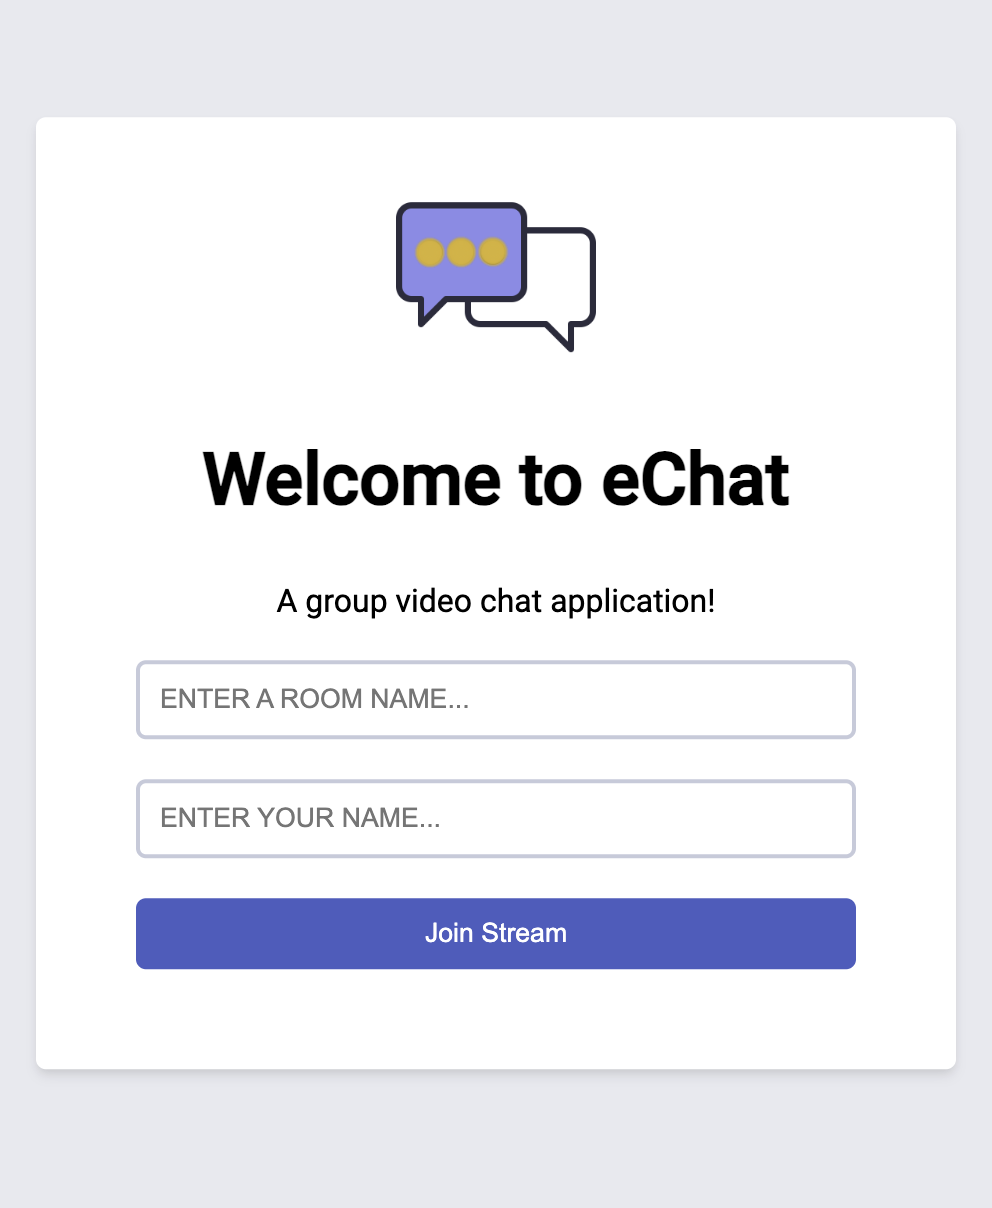 Welcome to eChat
A group video chat application!
ENTER A ROOM NAME...
ENTER YOUR NAME...
Join Stream